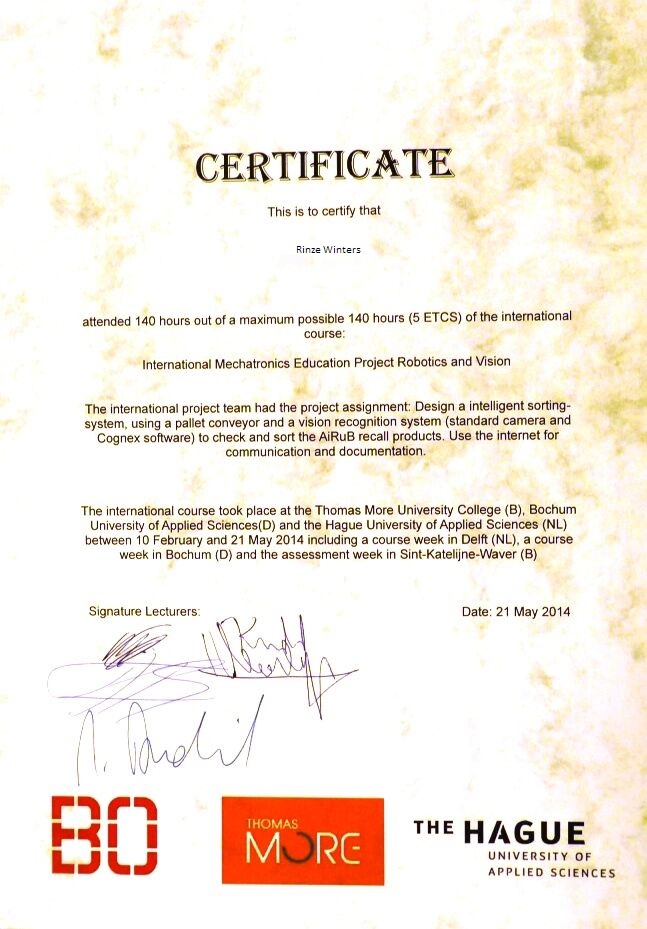 CERTIFICATE
This is to certify that
Rinze Winters
attended 140 hours out of a maximum possible 140 hours (5 ETCS) of the international
course:
International Mechatronics Education Project Robotics and Vision
The international project team had the project assignment: Design a intelligent sorting-
system, using a pallet conveyor and a vision recognition system (standard camera and
Cognex software) to check and sort the AiRuB recall products. Use the internet for
communication and documentation.
The international course took place at the Thomas More University College (B), Bochum
University of Applied Sciences(D) and the Hague University of Applied Sciences (NL)
between 10 February and 21 May 2014 including a course week in Delft (NL), a course
week in Bochum (D) and the assessment week in Sint-Katelijne-Waver (B)
Signature Lecturers:
Date: 21 May 2014
BO
THOMAS
MORE
THE HAGUE
UNIVERSITY OF
APPLIED SCIENCES